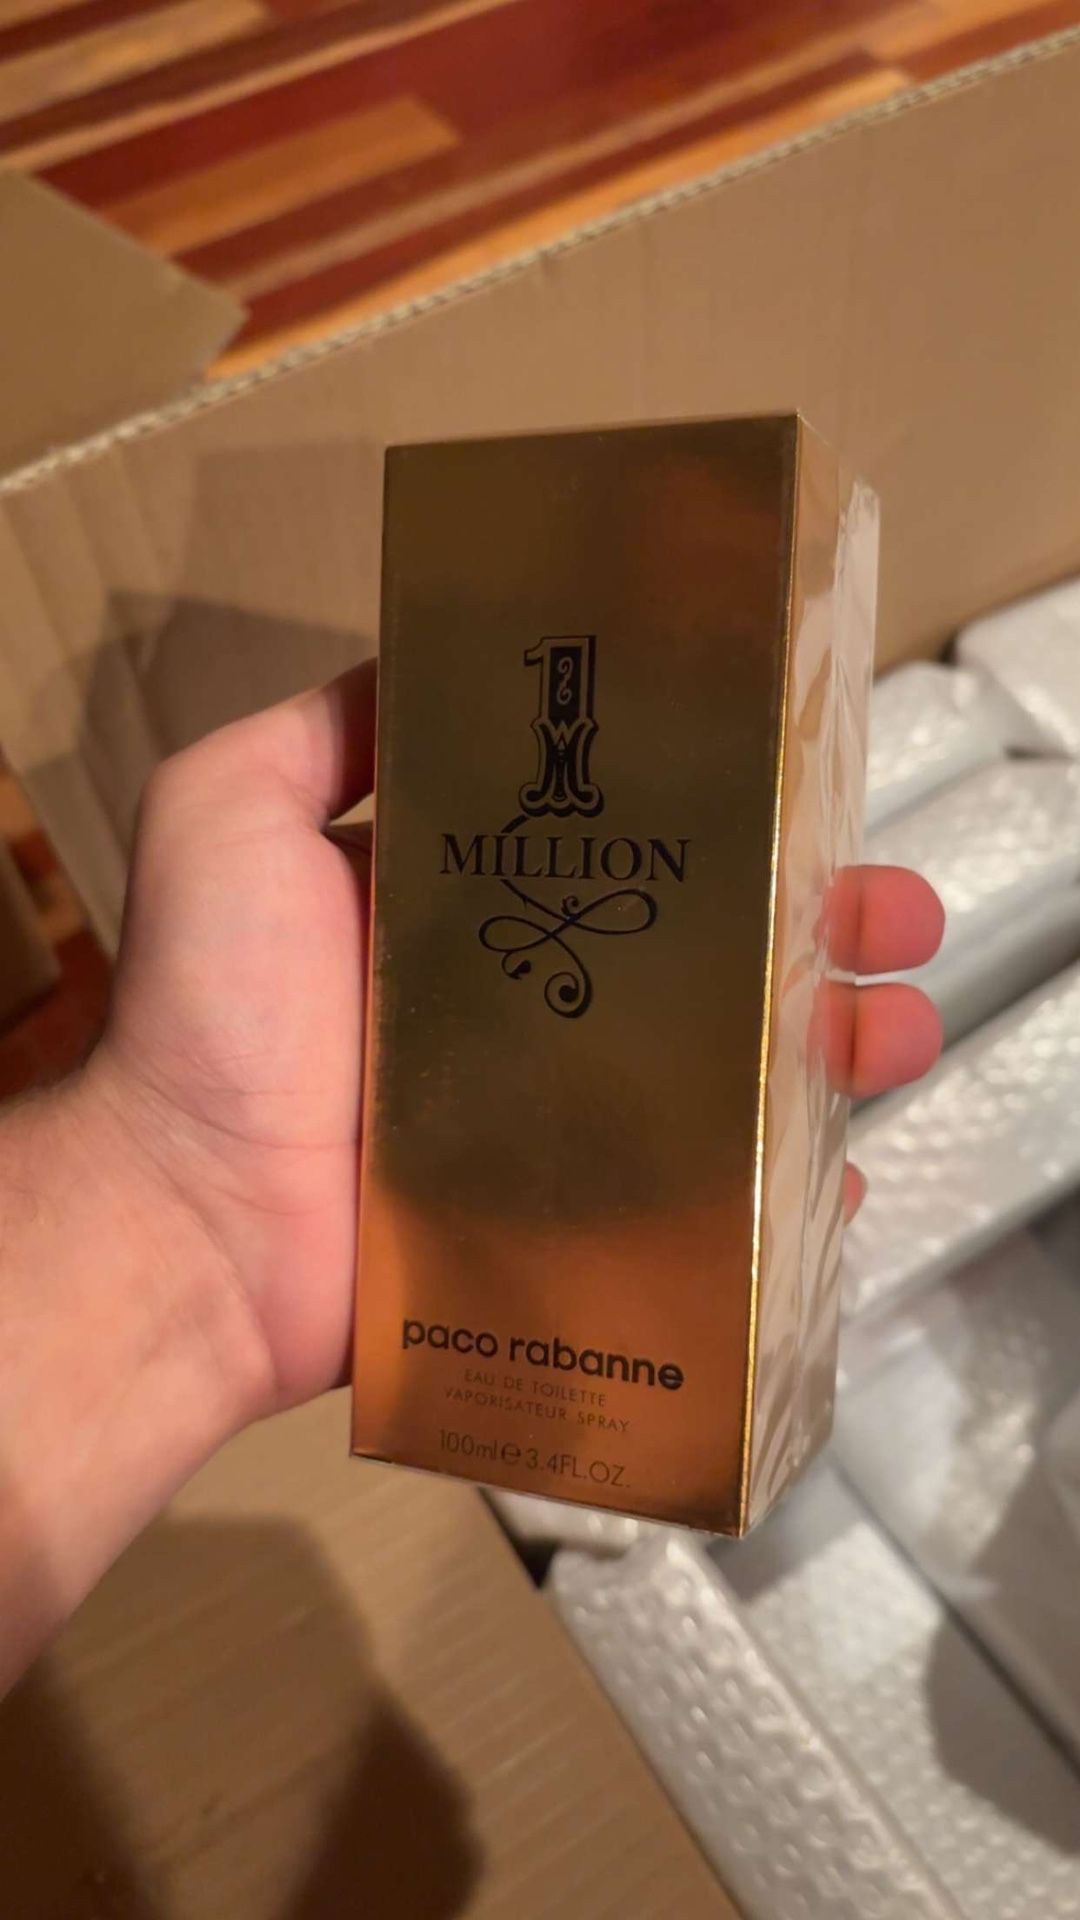 1
MILLION
paco rabanne
EAU DE TOILETTE
VAPORISATEUR SPRAY
100ml℮3.4FL.OZ.